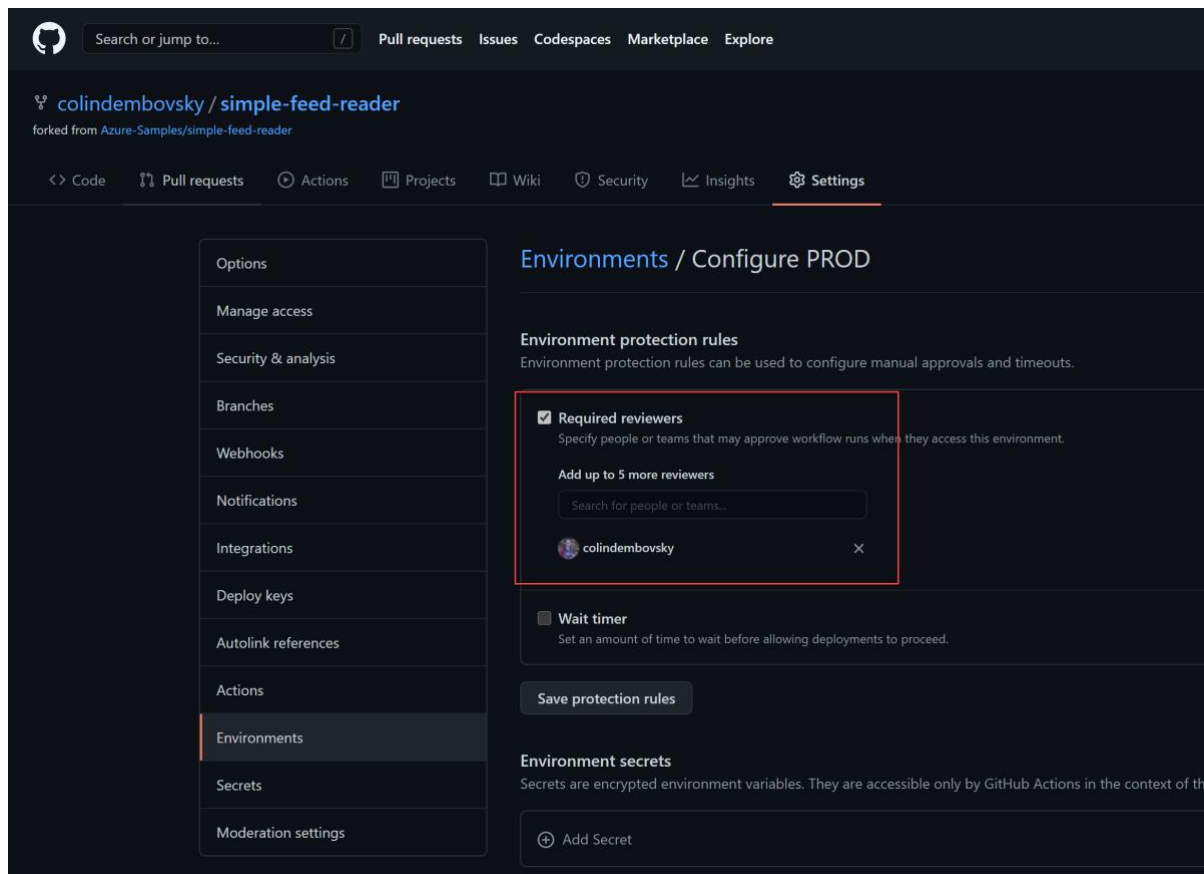 Search or jump to... /
Pull requests Issues Codespaces Marketplace Explore
colindembovsky / simple-feed-reader
forked from Azure-Samples/simple-feed-reader
<> Code Pull requests Actions Projects Wiki Security Insights Settings
Options
Manage access
Security & analysis
Branches
Webhooks
Notifications
Integrations
Deploy keys
Autolink references
Actions
Environments
Secrets
Moderation settings
Environments / Configure PROD
Environment protection rules
Environment protection rules can be used to configure manual approvals and timeouts.
Required reviewers
Specify people or teams that may approve workflow runs when they access this environment.
Add up to 5 more reviewers
Search for people or teams...
colindembovsky
Wait timer
Set an amount of time to wait before allowing deployments to proceed.
Save protection rules
Environment secrets
Secrets are encrypted environment variables. They are accessible only by GitHub Actions in the context of th
Add Secret